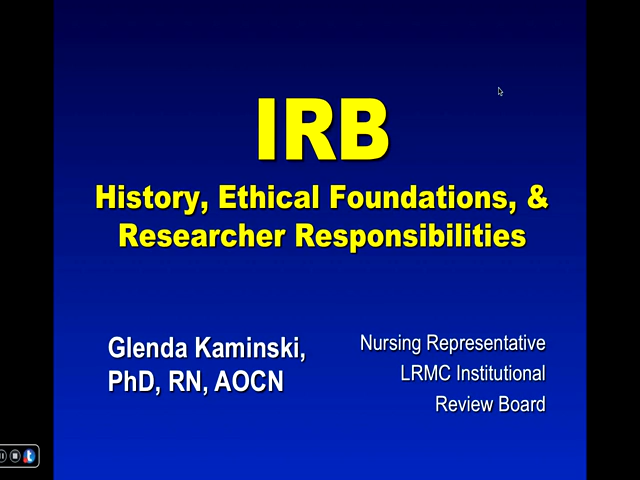 IRB
History, Ethical Foundations, &
Researcher Responsibilities
Glenda Kaminski,
PhD, RN, AOCN
Nursing Representative
LRMC Institutional
Review Board